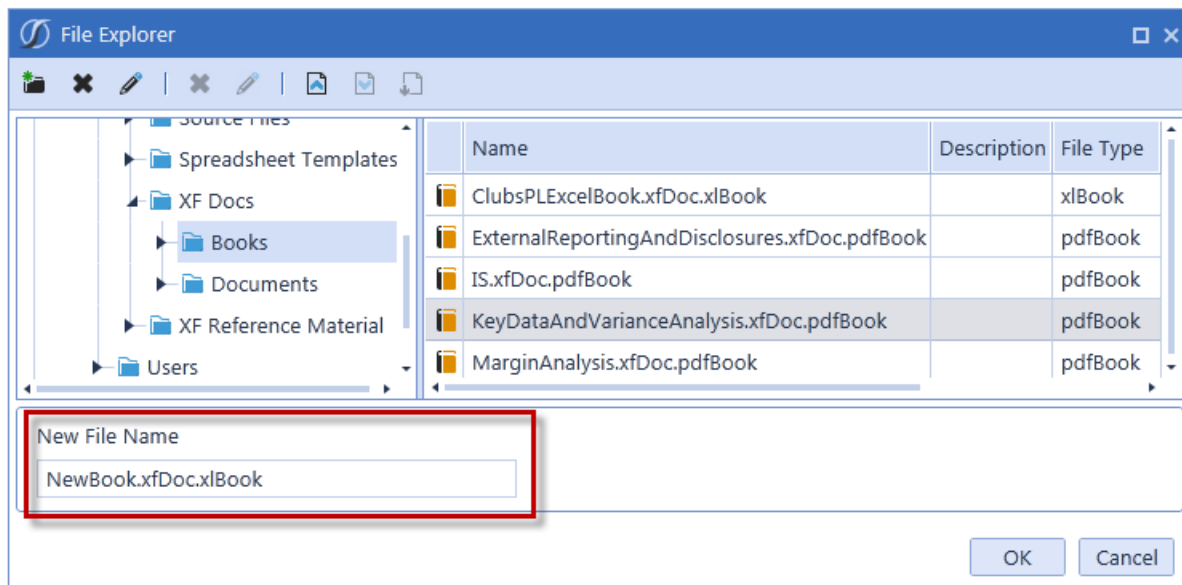 File Explorer
Source Files
Spreadsheet Templates
XF Docs
Books
Documents
XF Reference Material
Users
Name Description File Type
ClubsPLExcelBook.xfDoc.xlBook xlBook
ExternalReportingAndDisclosures.xfDoc.pdfBook pdfBook
IS.xfDoc.pdfBook pdfBook
KeyDataAndVarianceAnalysis.xfDoc.pdfBook pdfBook
MarginAnalysis.xfDoc.pdfBook pdfBook
New File Name
NewBook.xfDoc.xlBook
OK Cancel